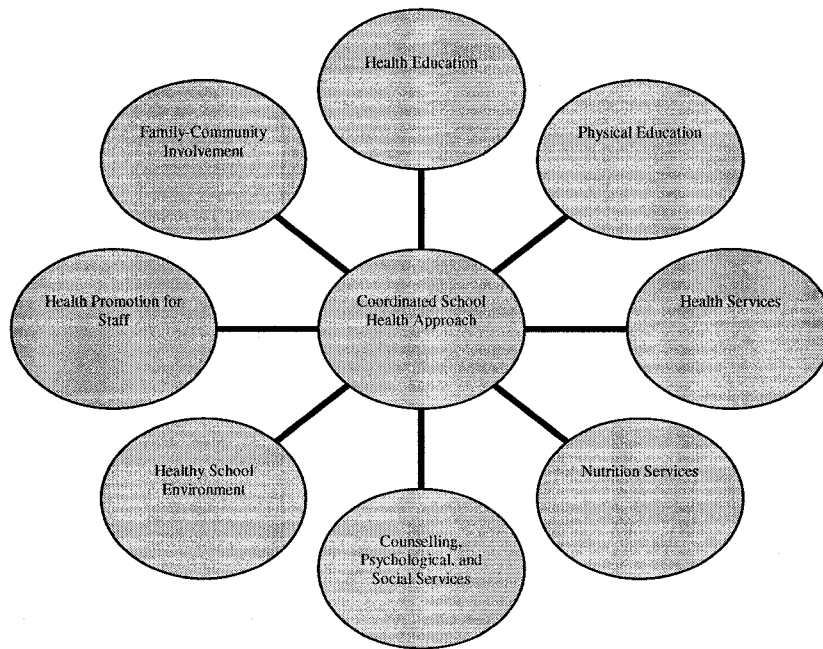 Health Education
Family-Community
Involvement
Physical Education
Health Promotion for
Staff
Coordinated School
Health Approach
Health Services
Healthy School
Environment
Nutrition Services
Counselling,
Psychological, and
Social Services